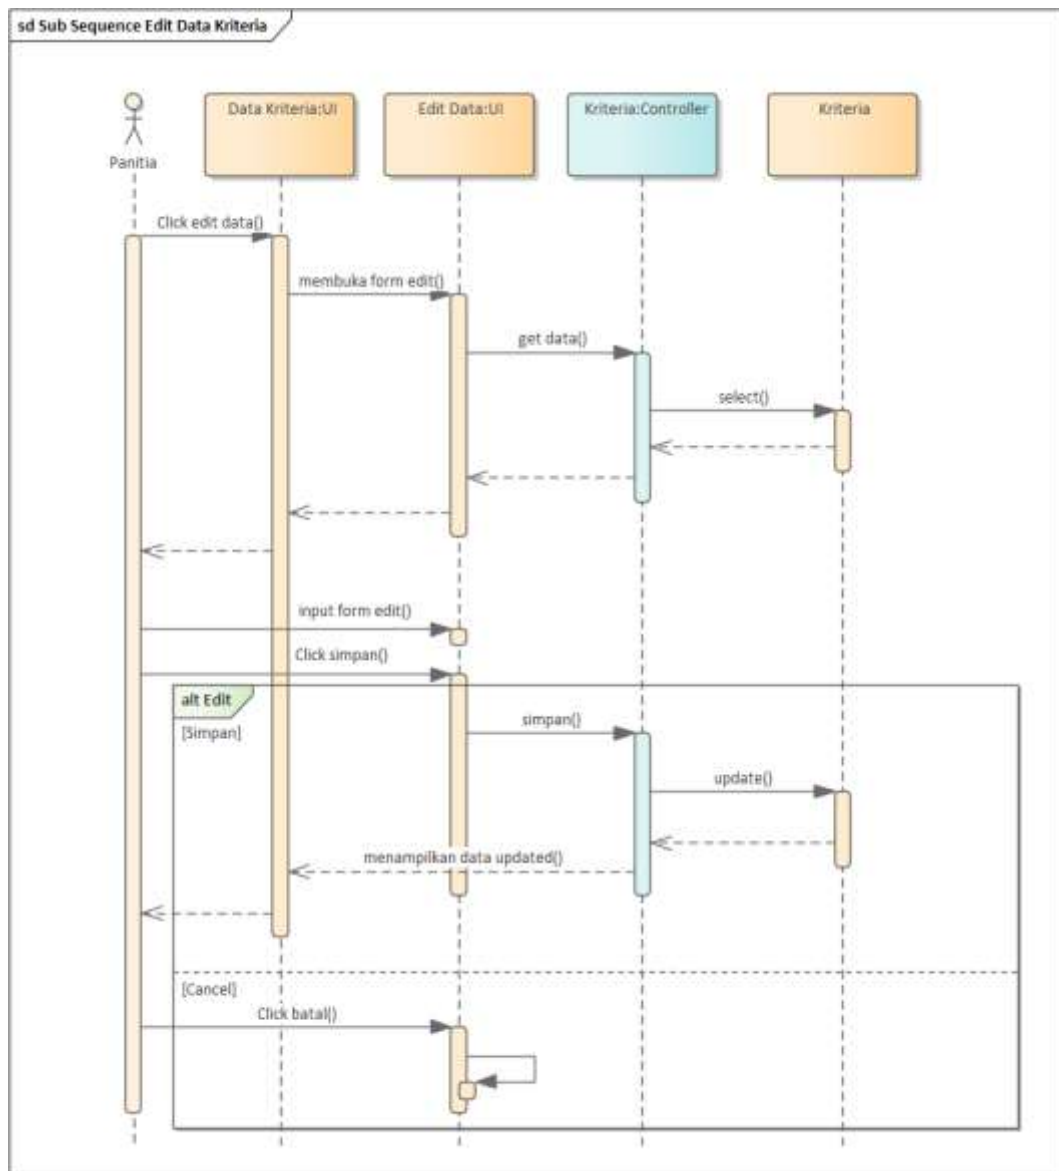 sd Sub Sequence Edit Data Kriteria
Panitia
Data Kriteria:UI
Edit Data:UI
Kriteria:Controller
Kriteria
Click edit data()
membuka form edit()
get data()
select()
input form edit()
Click simpan()
alt Edit
[Simpan]
simpan()
update()
menampilkan data updated()
[Cancel]
Click batal()